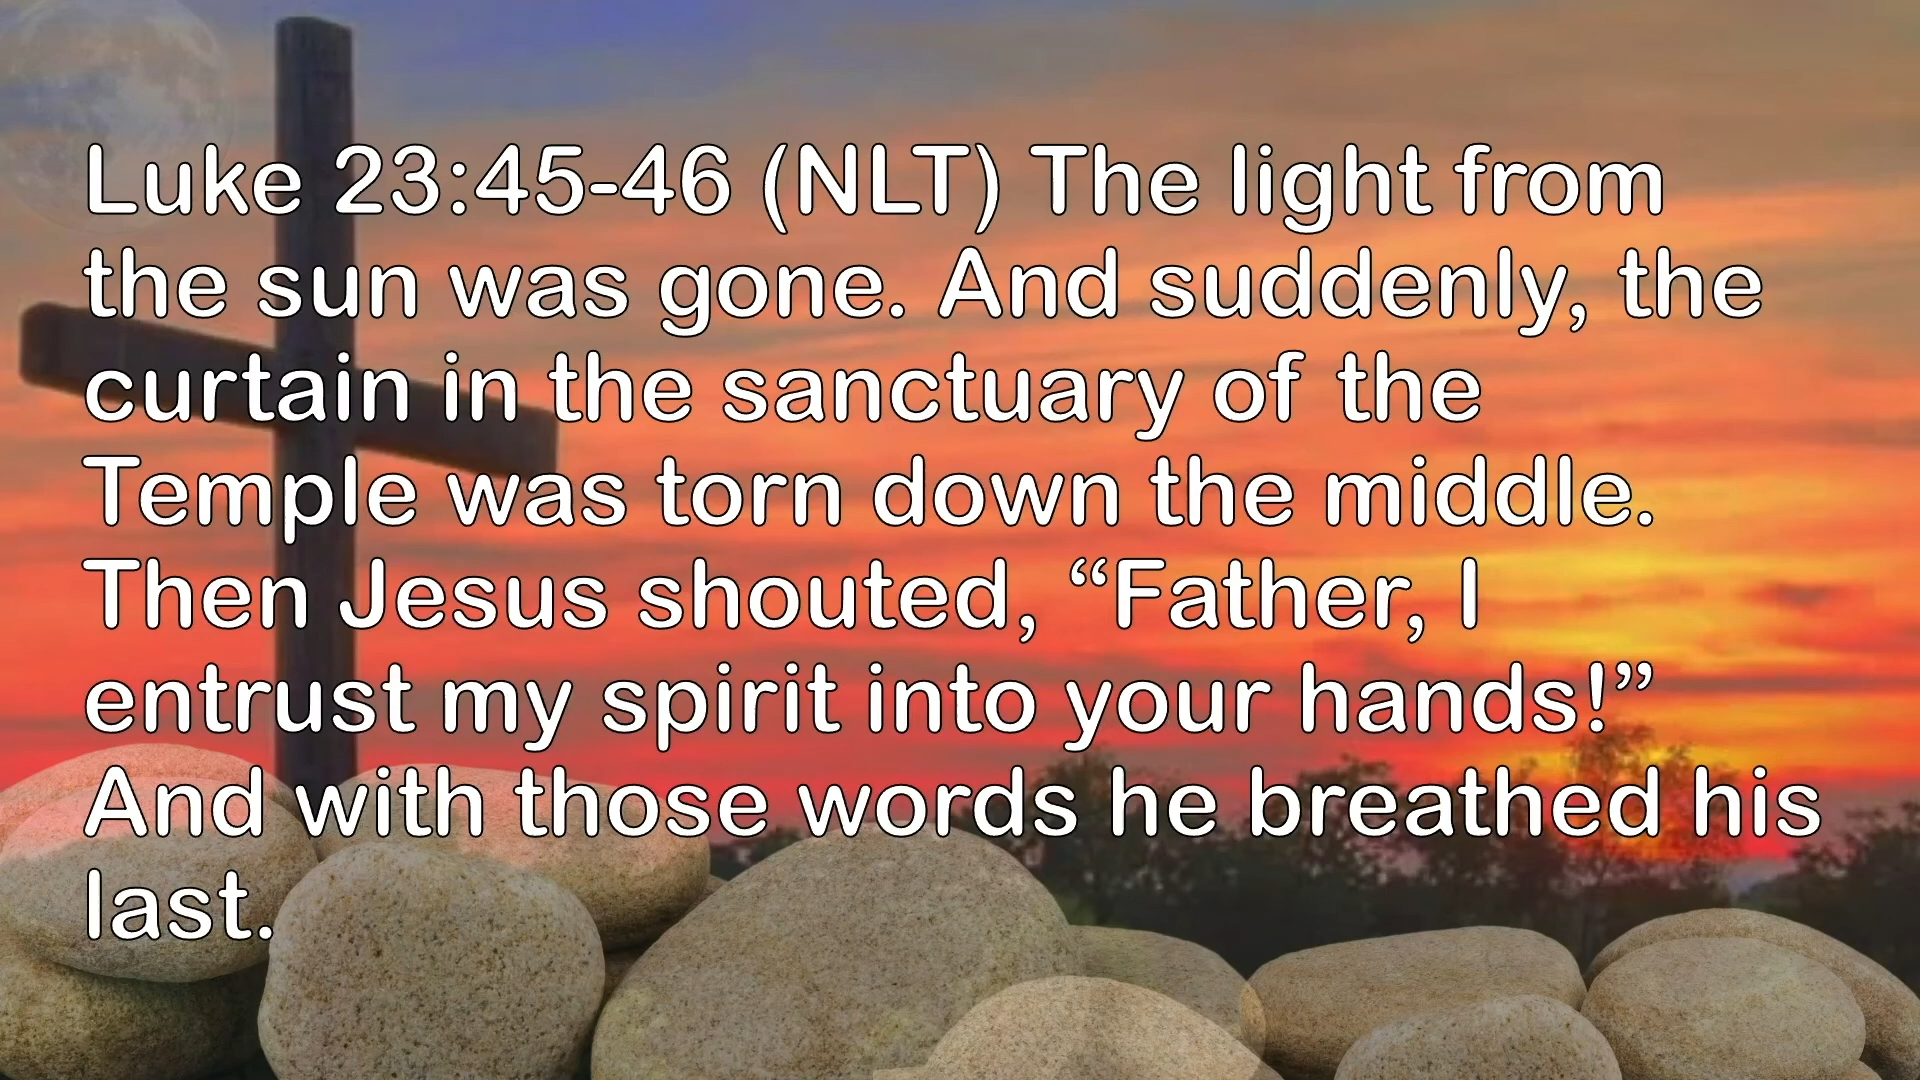 Luke 23:45-46 (NLT) The light from
the sun was gone. And suddenly, the
curtain in the sanctuary of the
Temple was torn down the middle.
Then Jesus shouted, “Father, I
entrust my spirit into your hands!”
And with those words he breathed his
last.